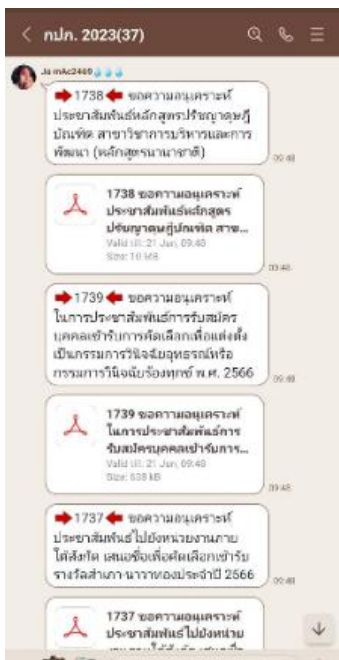 กปภ. 2023(37)
Ja mAc2469
1738 ขอความอนุเคราะห์
ประชาสัมพันธ์หลักสูตรปรัชญาดุษฎี
บัณฑิต สาขาวิชาการบริหารและการ
พัฒนา (หลักสูตรนานาชาติ)
09:48
1738 ขอความอนุเคราะห์
ประชาสัมพันธ์หลักสูตร
ปรัชญาดุษฎีบัณฑิต สาข...
Valid till: 21 Jun, 09:48
Size: 10 MB
09:48
1739 ขอความอนุเคราะห์
ในการประชาสัมพันธ์การรับสมัคร
บุคคลเข้ารับการคัดเลือกเพื่อแต่งตั้ง
เป็นกรรมการวินิจฉัยอุทธรณ์หรือ
กรรมการวินิจฉัยร้องทุกข์ พ.ศ. 2566
09:48
1739 ขอความอนุเคราะห์
ในการประชาสัมพันธ์การ
รับสมัครบุคคลเข้ารับการ...
Valid till: 21 Jun, 09:48
Size: 638 kB
09:48
1737 ขอความอนุเคราะห์
ประชาสัมพันธ์ไปยังหน่วยงานภาย
ใต้สังกัด เสนอชื่อเพื่อคัดเลือกเข้ารับ
รางวัลสำเภา-นาวาทองประจำปี 2566
09:48
1737 ขอความอนุเคราะห์
ประชาสัมพันธ์ไปยังหน่วย